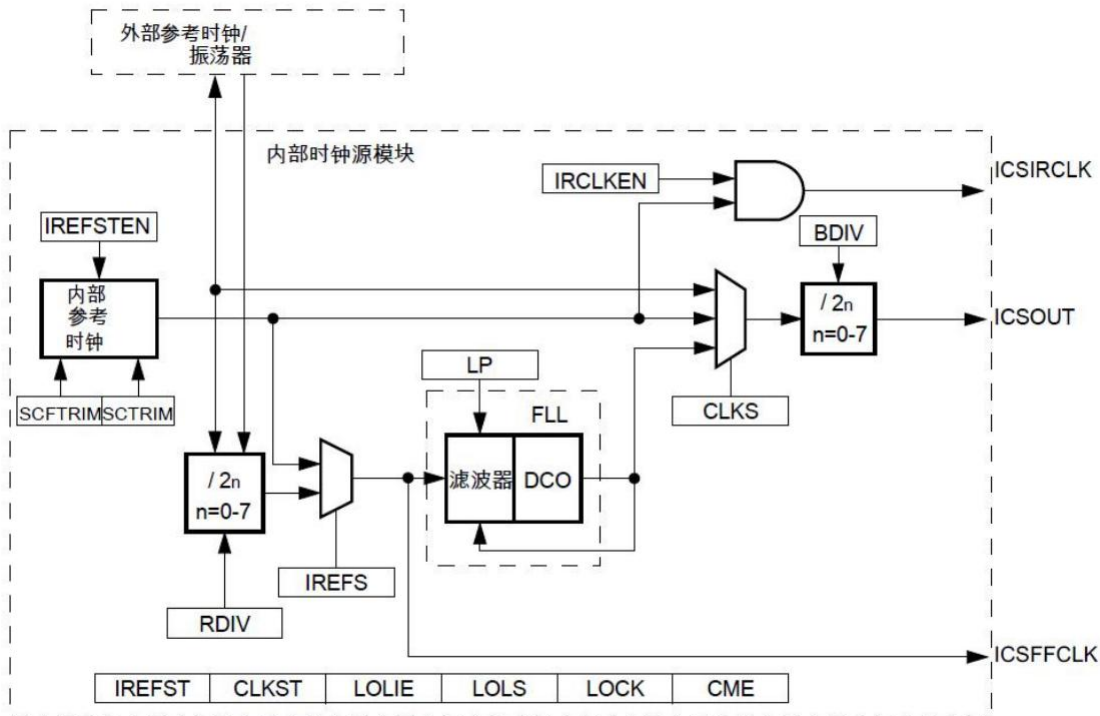 外部参考时钟/
振荡器
内部时钟源模块
ICSIRCLK
IRCLKEN
IREFSTEN
BDIV
内部
参考
时钟
/ 2n
n=0-7
ICSOUT
LP
SCFTRIM
SCTRIM
FLL
CLKS
/ 2n
n=0-7
滤波器
DCO
IREFS
RDIV
ICSFFCLK
IREFST
CLKST
LOLIE
LOLS
LOCK
CME